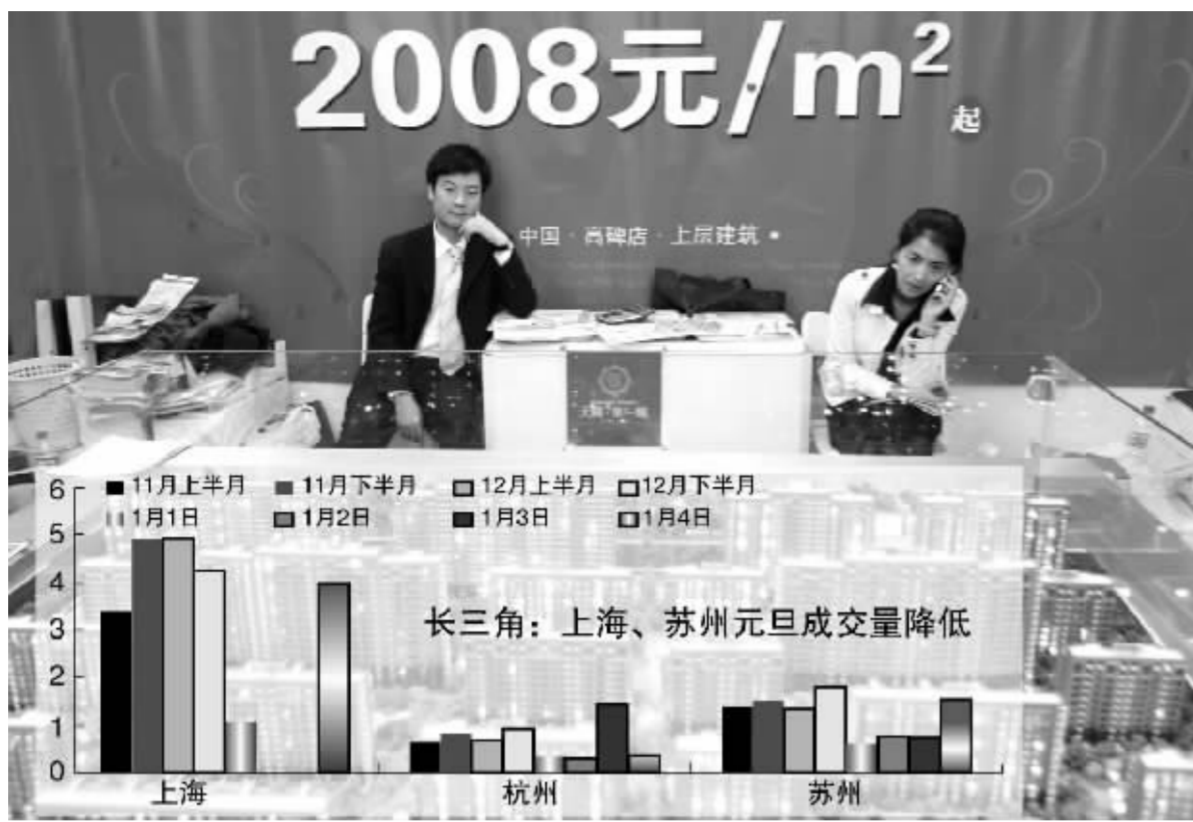 2008元/m²起
中国·高碑店·上层建筑
11月上半月 11月下半月 12月上半月 12月下半月
1月1日 1月2日 1月3日 1月4日
6
5
4
3
2
1
0
长三角：上海、苏州元旦成交量降低
上海 杭州 苏州